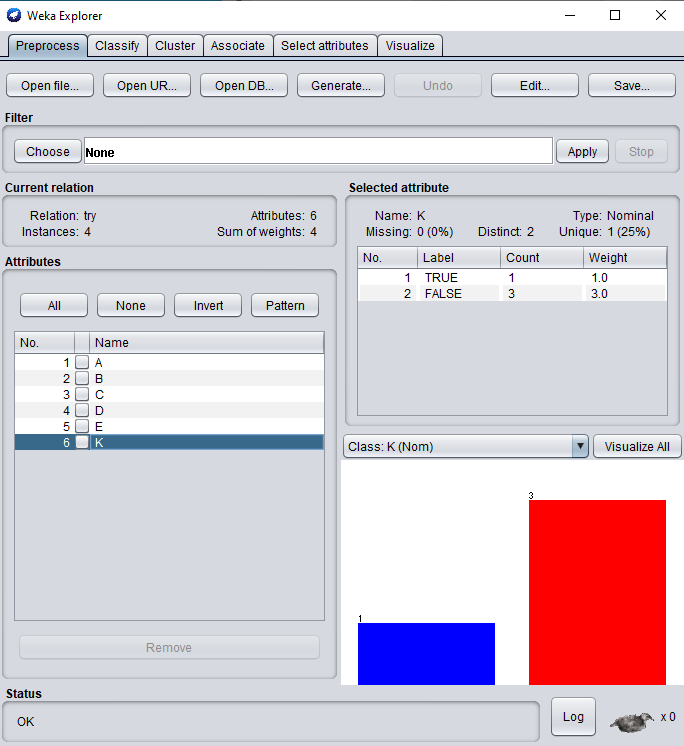 Weka Explorer
Preprocess Classify Cluster Associate Select attributes Visualize
Open file... Open UR... Open DB... Generate... Undo Edit... Save...
Filter
Choose None Apply Stop
Current relation
Relation: try Attributes: 6
Instances: 4 Sum of weights: 4
Selected attribute
Name: K Type: Nominal
Missing: 0 (0%) Distinct: 2 Unique: 1 (25%)
No. Label Count Weight
1 TRUE 1 1.0
2 FALSE 3 3.0
Attributes
All None Invert Pattern
No. Name
1 A
2 B
3 C
4 D
5 E
6 K
Remove
Class: K (Nom) Visualize All
1
3
Status
OK
Log
x 0